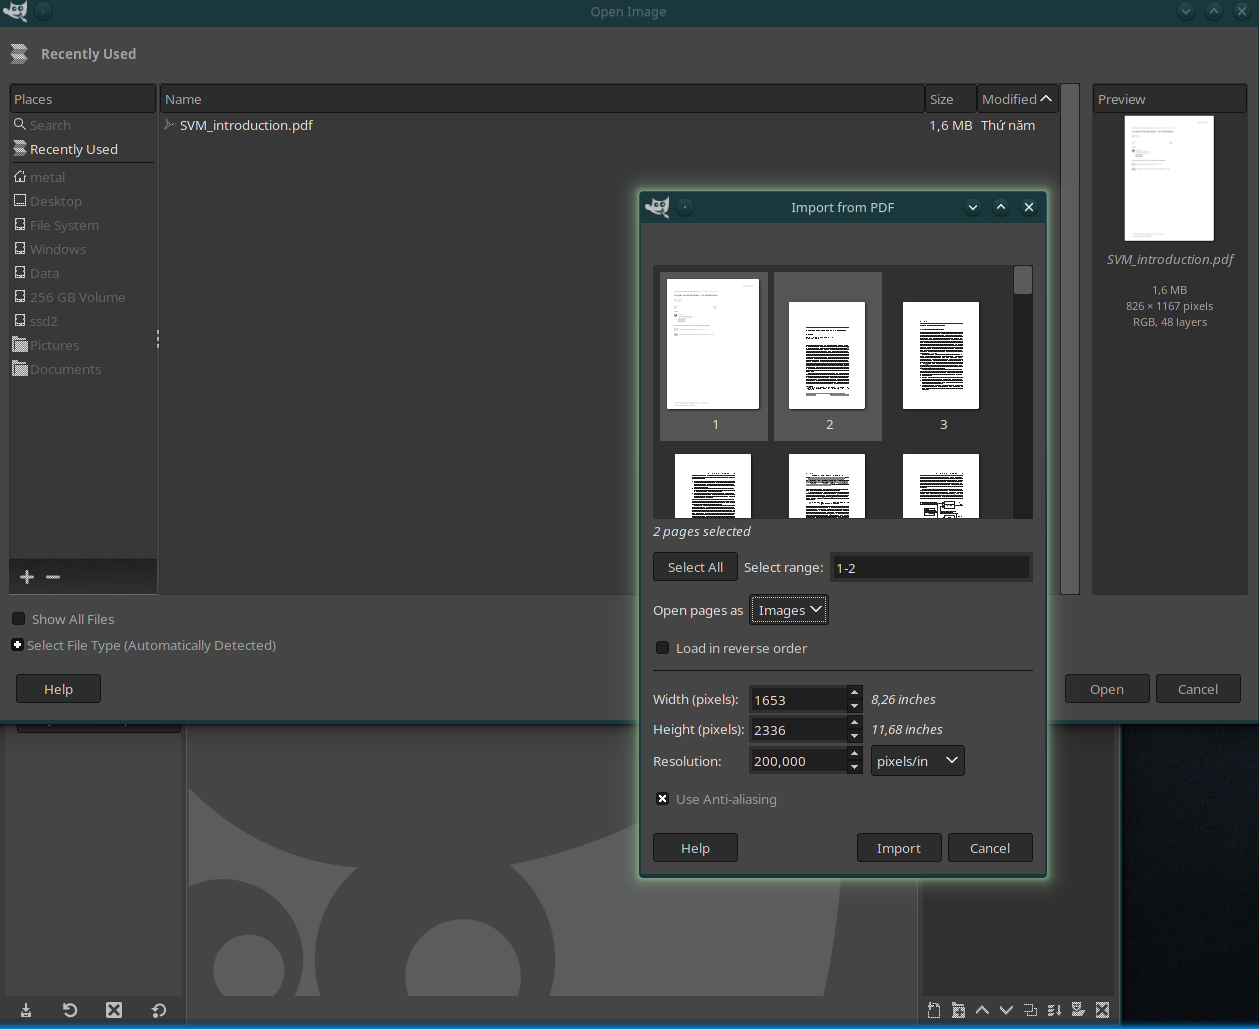 Open Image
Recently Used
Places
Name
Size
Modified
Preview
Search
SVM_introduction.pdf
1,6 MB
Thứ năm
Recently Used
metal
Desktop
File System
Windows
Data
256 GB Volume
ssd2
Pictures
Documents
SVM_introduction.pdf
1,6 MB
826 × 1167 pixels
RGB, 48 layers
Import from PDF
1
2
3
2 pages selected
Select All
Select range:
1-2
Open pages as
Images
Load in reverse order
Width (pixels):
1653
8,26 inches
Height (pixels):
2336
11,68 inches
Resolution:
200,000
pixels/in
Use Anti-aliasing
Help
Import
Cancel
Show All Files
Select File Type (Automatically Detected)
Help
Open
Cancel